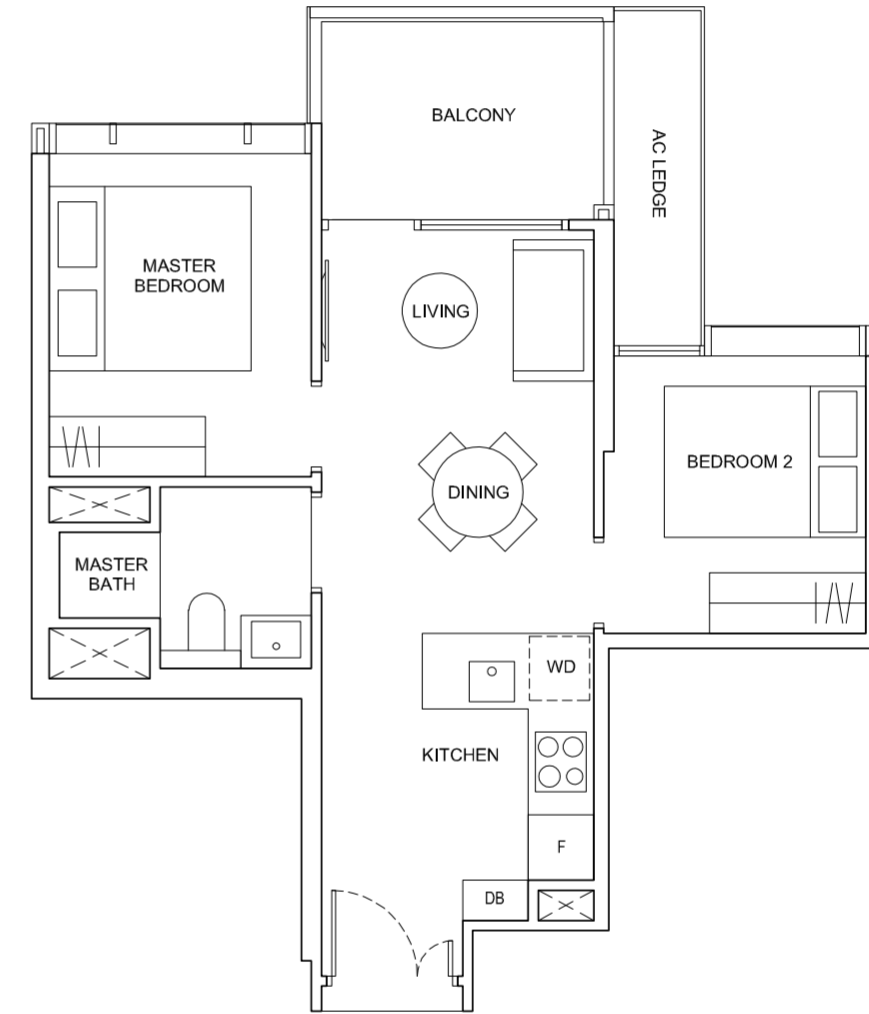 BALCONY
AC LEDGE
MASTER
BEDROOM
LIVING
BEDROOM 2
DINING
MASTER
BATH
WD
KITCHEN
F
DB